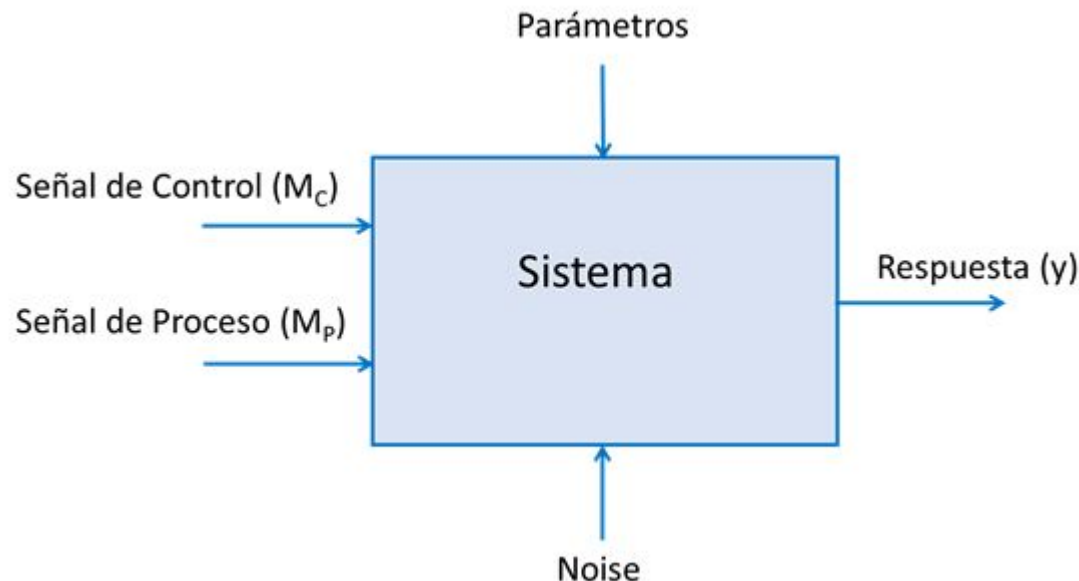 Parámetros
Señal de Control (M_C)
Sistema
Respuesta (y)
Señal de Proceso (M_P)
Noise